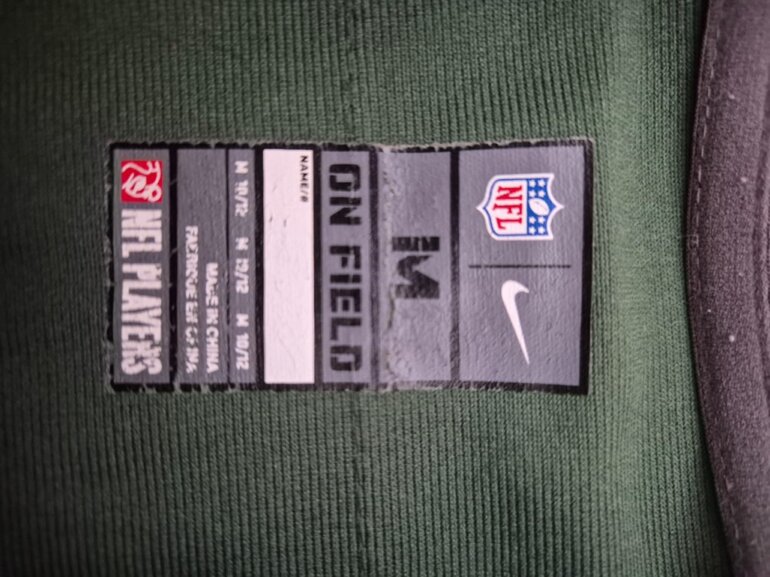 NFL
M
ON FIELD
NAME/#
M 10/12 M 10/12 M 10/12
MADE IN CHINA
FABRIQUÉ EN CHINA
NFL PLAYERS